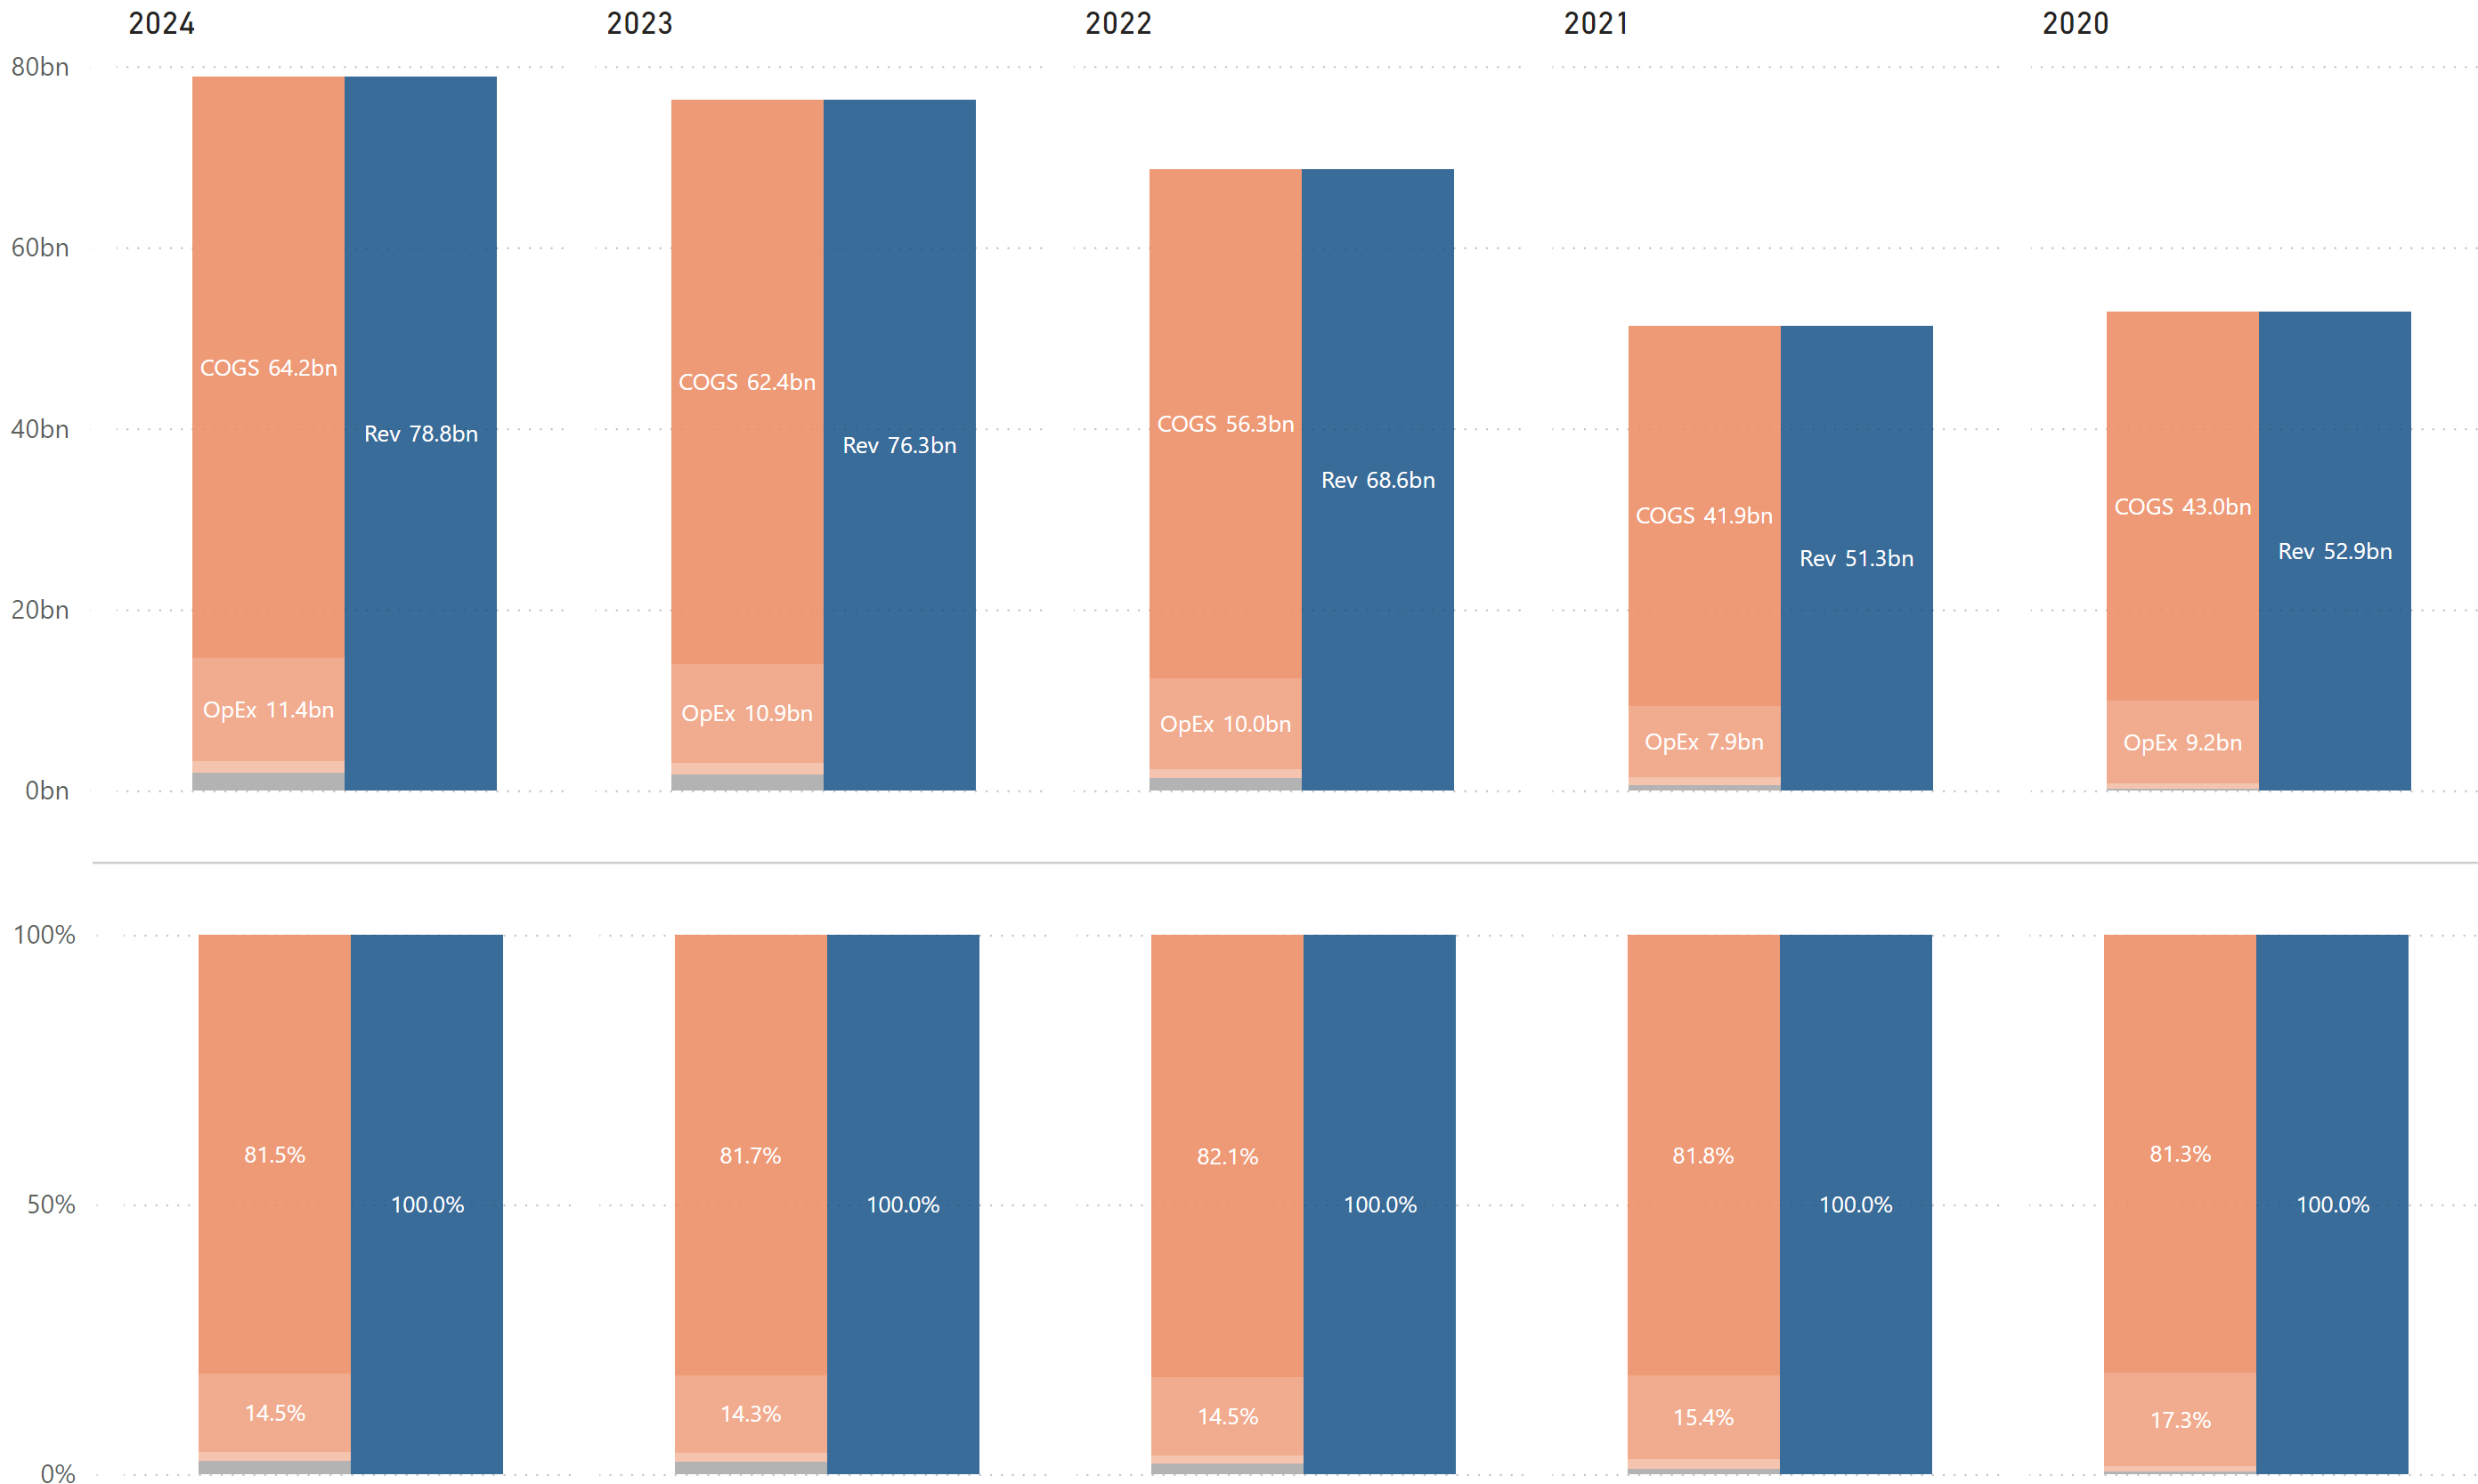 2024 2023 2022 2021 2020
80bn
60bn
COGS 64.2bn
COGS 62.4bn
COGS 56.3bn
40bn
Rev 78.8bn
Rev 76.3bn
Rev 68.6bn
COGS 41.9bn
COGS 43.0bn
Rev 51.3bn
Rev 52.9bn
20bn
OpEx 11.4bn
OpEx 10.9bn
OpEx 10.0bn
OpEx 7.9bn
OpEx 9.2bn
0bn
100%
81.5% 81.7% 82.1% 81.8% 81.3%
50% 100.0% 100.0% 100.0% 100.0% 100.0%
14.5% 14.3% 14.5% 15.4% 17.3%
0%